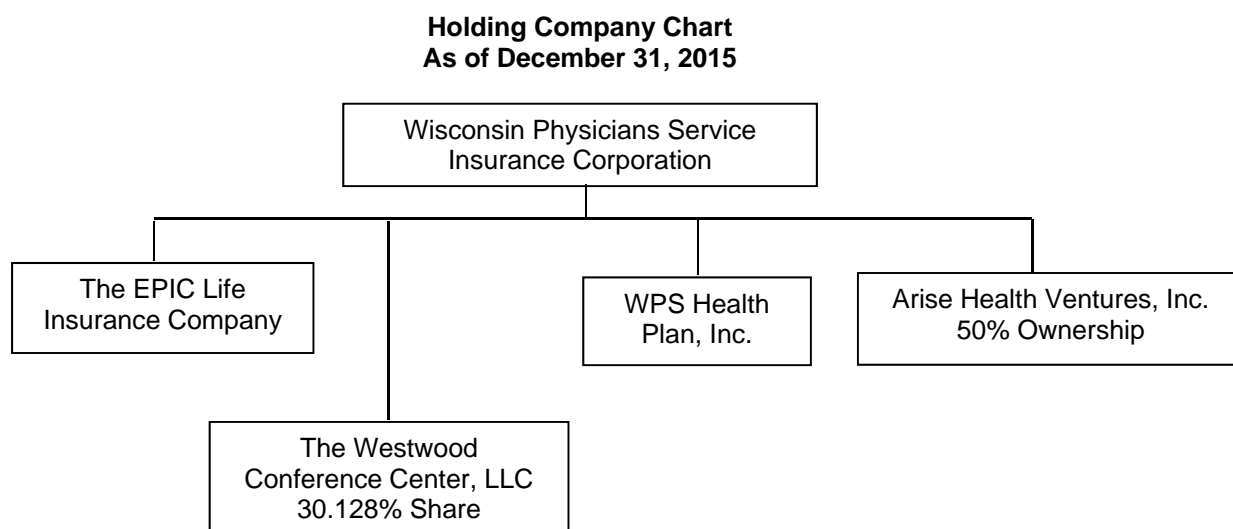 Holding Company Chart
As of December 31, 2015
Wisconsin Physicians Service
Insurance Corporation
The EPIC Life
Insurance Company
WPS Health
Plan, Inc.
Arise Health Ventures, Inc.
50% Ownership
The Westwood
Conference Center, LLC
30.128% Share